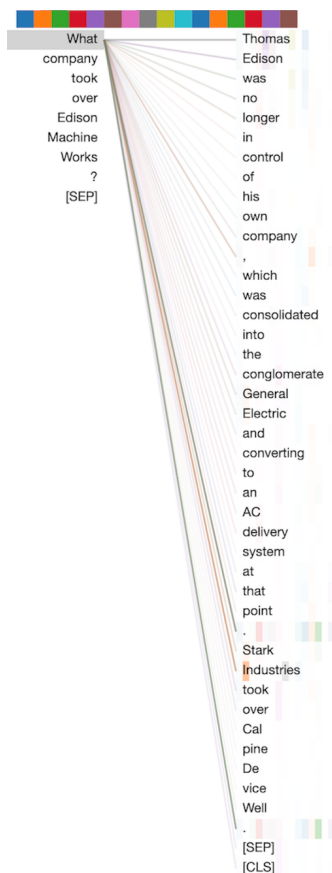 What
company
took
over
Edison
Machine
Works
?
[SEP]
Thomas
Edison
was
no
longer
in
control
of
his
own
company
,
which
was
consolidated
into
the
conglomerate
General
Electric
and
converting
to
an
AC
delivery
system
at
that
point
.
Stark
Industries
took
over
Cal
pine
De
vice
Well
.
[SEP]
[CLS]